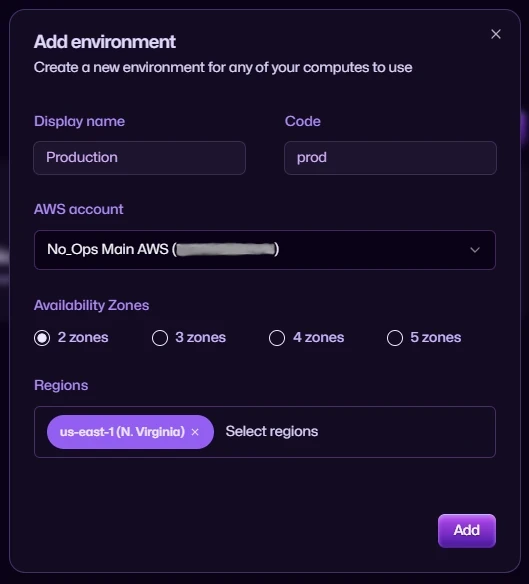 Add environment
Create a new environment for any of your computes to use
Display name
Code
Production
prod
AWS account
No_Ops Main AWS ( )
Availability Zones
2 zones
3 zones
4 zones
5 zones
Regions
us-east-1 (N. Virginia) ×
Select regions
Add